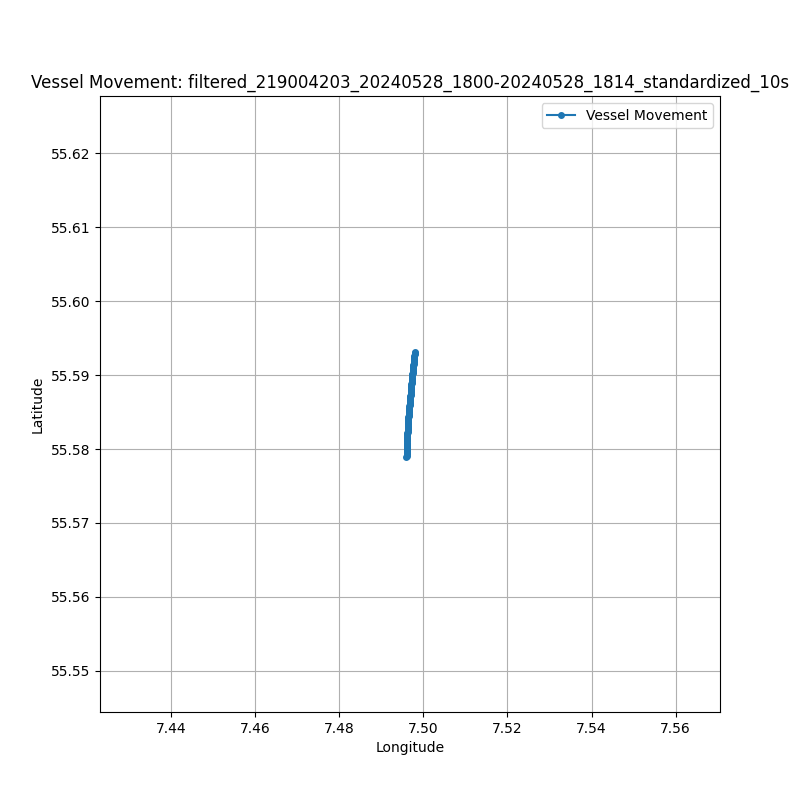 Vessel Movement: filtered_219004203_20240528_1800-20240528_1814_standardized_10s
Vessel Movement
55.62
55.61
55.60
55.59
55.58
55.57
55.56
55.55
Latitude
7.44 7.46 7.48 7.50 7.52 7.54 7.56
Longitude